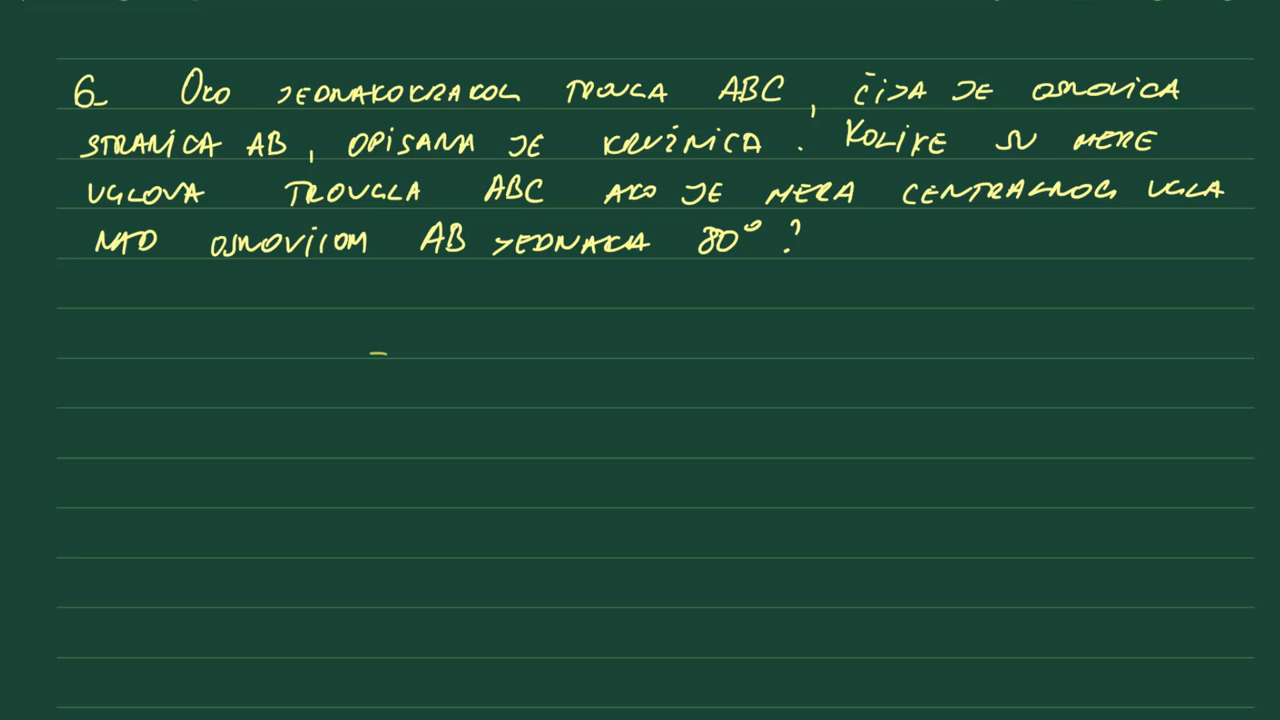 6_ OKO JEDNAKOKRAKOG TROUGLA ABC, ČIJA JE OSNOVICA
STRANICA AB, OPISANA JE KRUŽNICA. KOLIKE SU MERE
UGLOVA TROUGLA ABC AKO JE MERA CENTRALNOG UGLA
NAD OSNOVICOM AB JEDNAKA 80°?